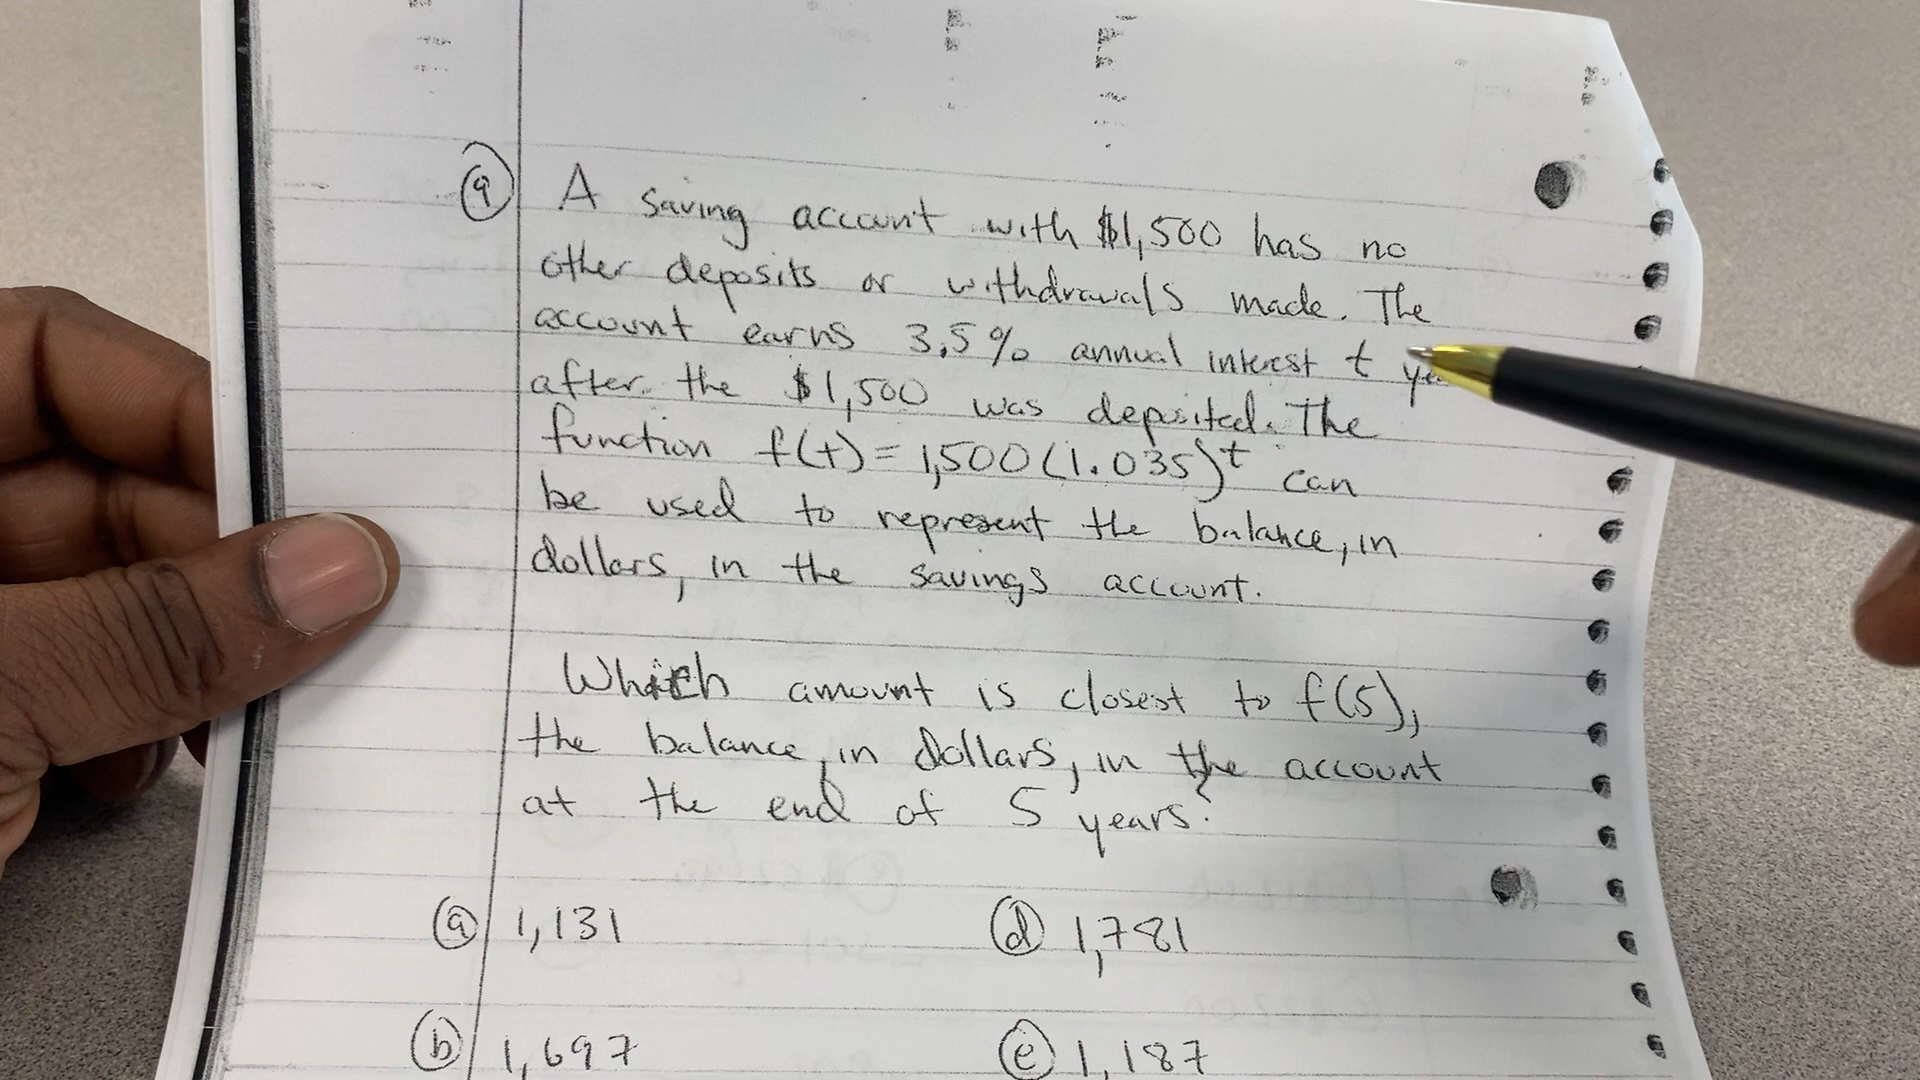 9 A saving account with $1,500 has no
other deposits or withdrawals made. The
account earns 3.5% annual interest t
after the $1,500 was deposited. The
function f(t) = 1,500(1.035)^t can
be used to represent the balance, in
dollars, in the savings account.
Which amount is closest to f(5),
the balance, in dollars, in the account
at the end of 5 years?
a 1,131
d 1,781
b 1,697
e 1,187